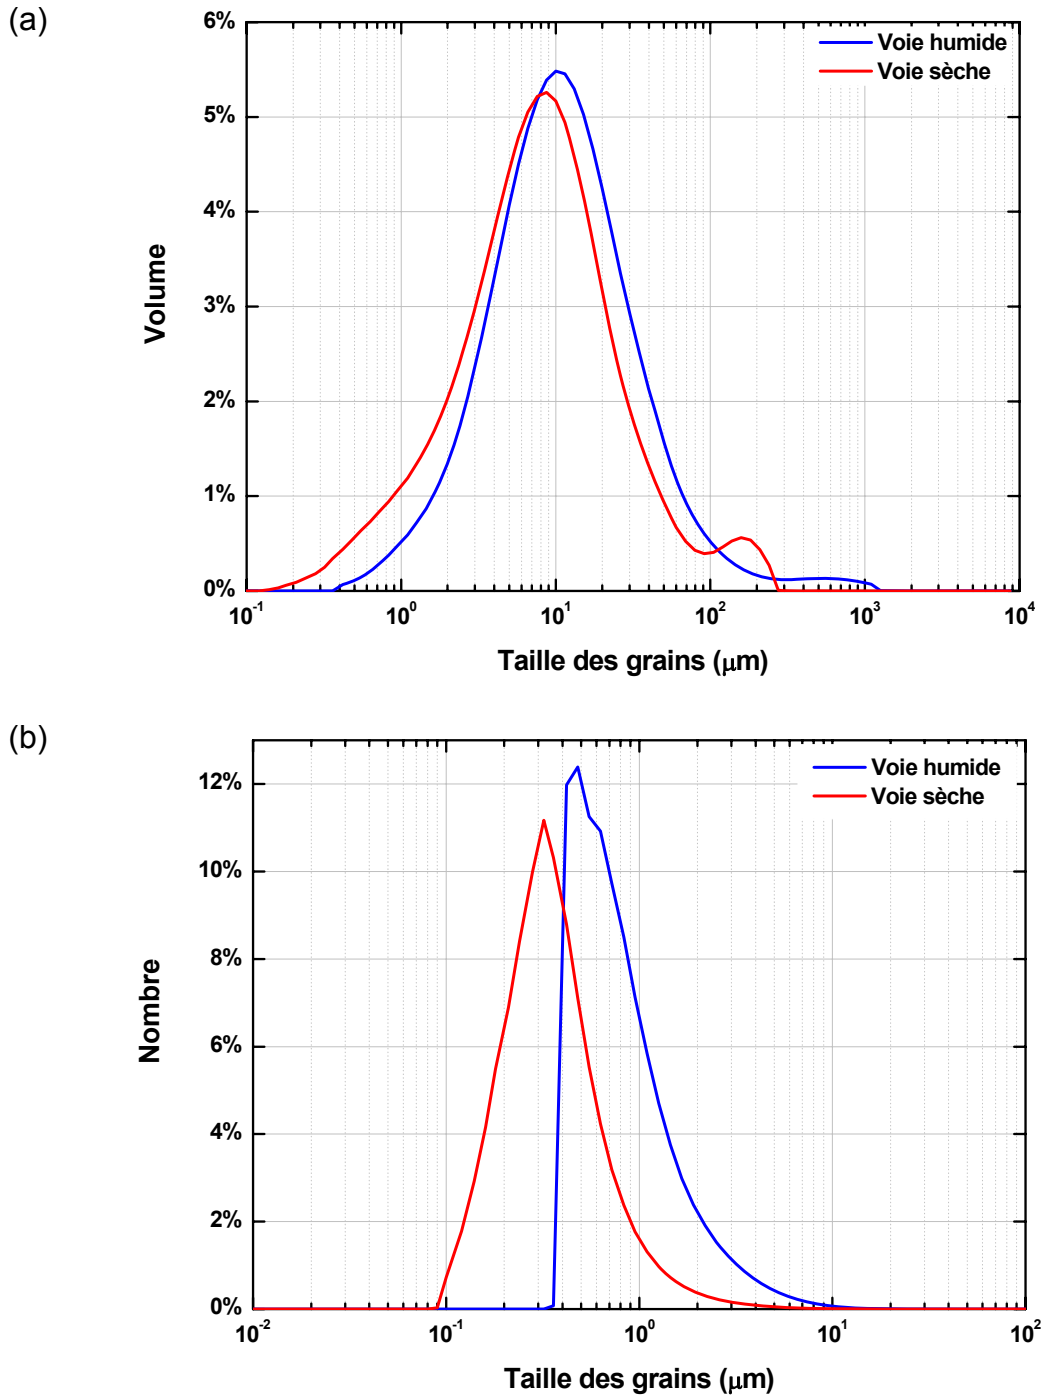 (a)
6%
5%
4%
3%
2%
1%
0%
Volume
Voie humide
Voie sèche
10⁻¹ 10⁰ 10¹ 10² 10³ 10⁴
Taille des grains (μm)
(b)
12%
10%
8%
6%
4%
2%
0%
Nombre
Voie humide
Voie sèche
10⁻² 10⁻¹ 10⁰ 10¹ 10²
Taille des grains (μm)